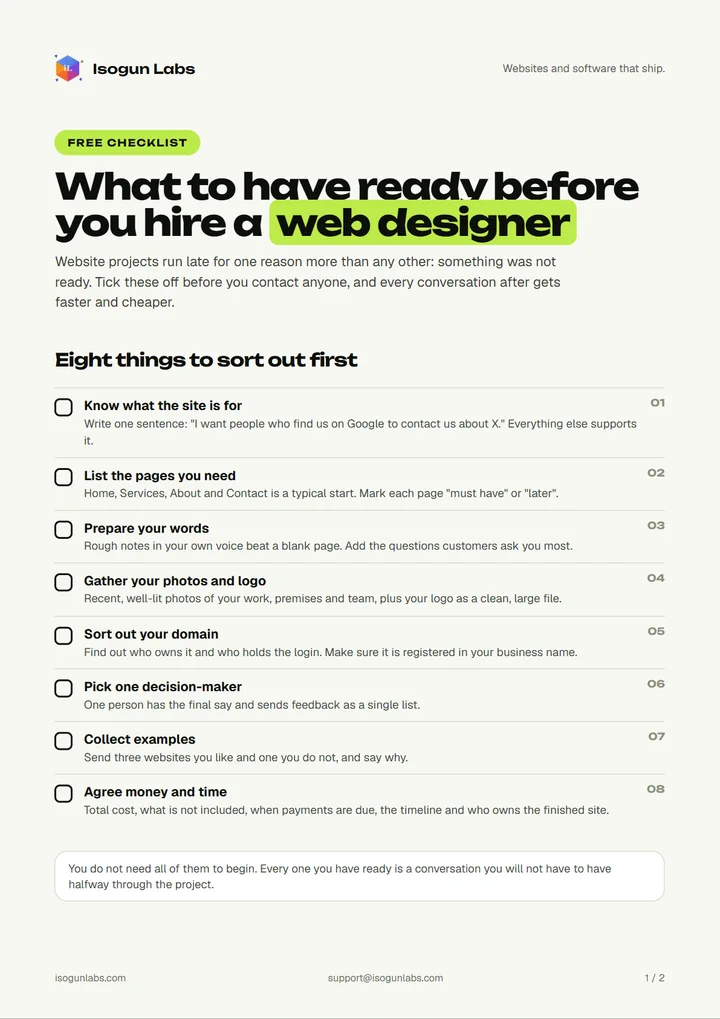 Isogun Labs
Websites and software that ship.
FREE CHECKLIST
What to have ready before
you hire a web designer
Website projects run late for one reason more than any other: something was not
ready. Tick these off before you contact anyone, and every conversation after gets
faster and cheaper.
Eight things to sort out first
Know what the site is for
01
Write one sentence: "I want people who find us on Google to contact us about X." Everything else supports
it.
List the pages you need
02
Home, Services, About and Contact is a typical start. Mark each page "must have" or "later".
Prepare your words
03
Rough notes in your own voice beat a blank page. Add the questions customers ask you most.
Gather your photos and logo
04
Recent, well-lit photos of your work, premises and team, plus your logo as a clean, large file.
Sort out your domain
05
Find out who owns it and who holds the login. Make sure it is registered in your business name.
Pick one decision-maker
06
One person has the final say and sends feedback as a single list.
Collect examples
07
Send three websites you like and one you do not, and say why.
Agree money and time
08
Total cost, what is not included, when payments are due, the timeline and who owns the finished site.
You do not need all of them to begin. Every one you have ready is a conversation you will not have to have
halfway through the project.
isogunlabs.com
support@isogunlabs.com
1 / 2